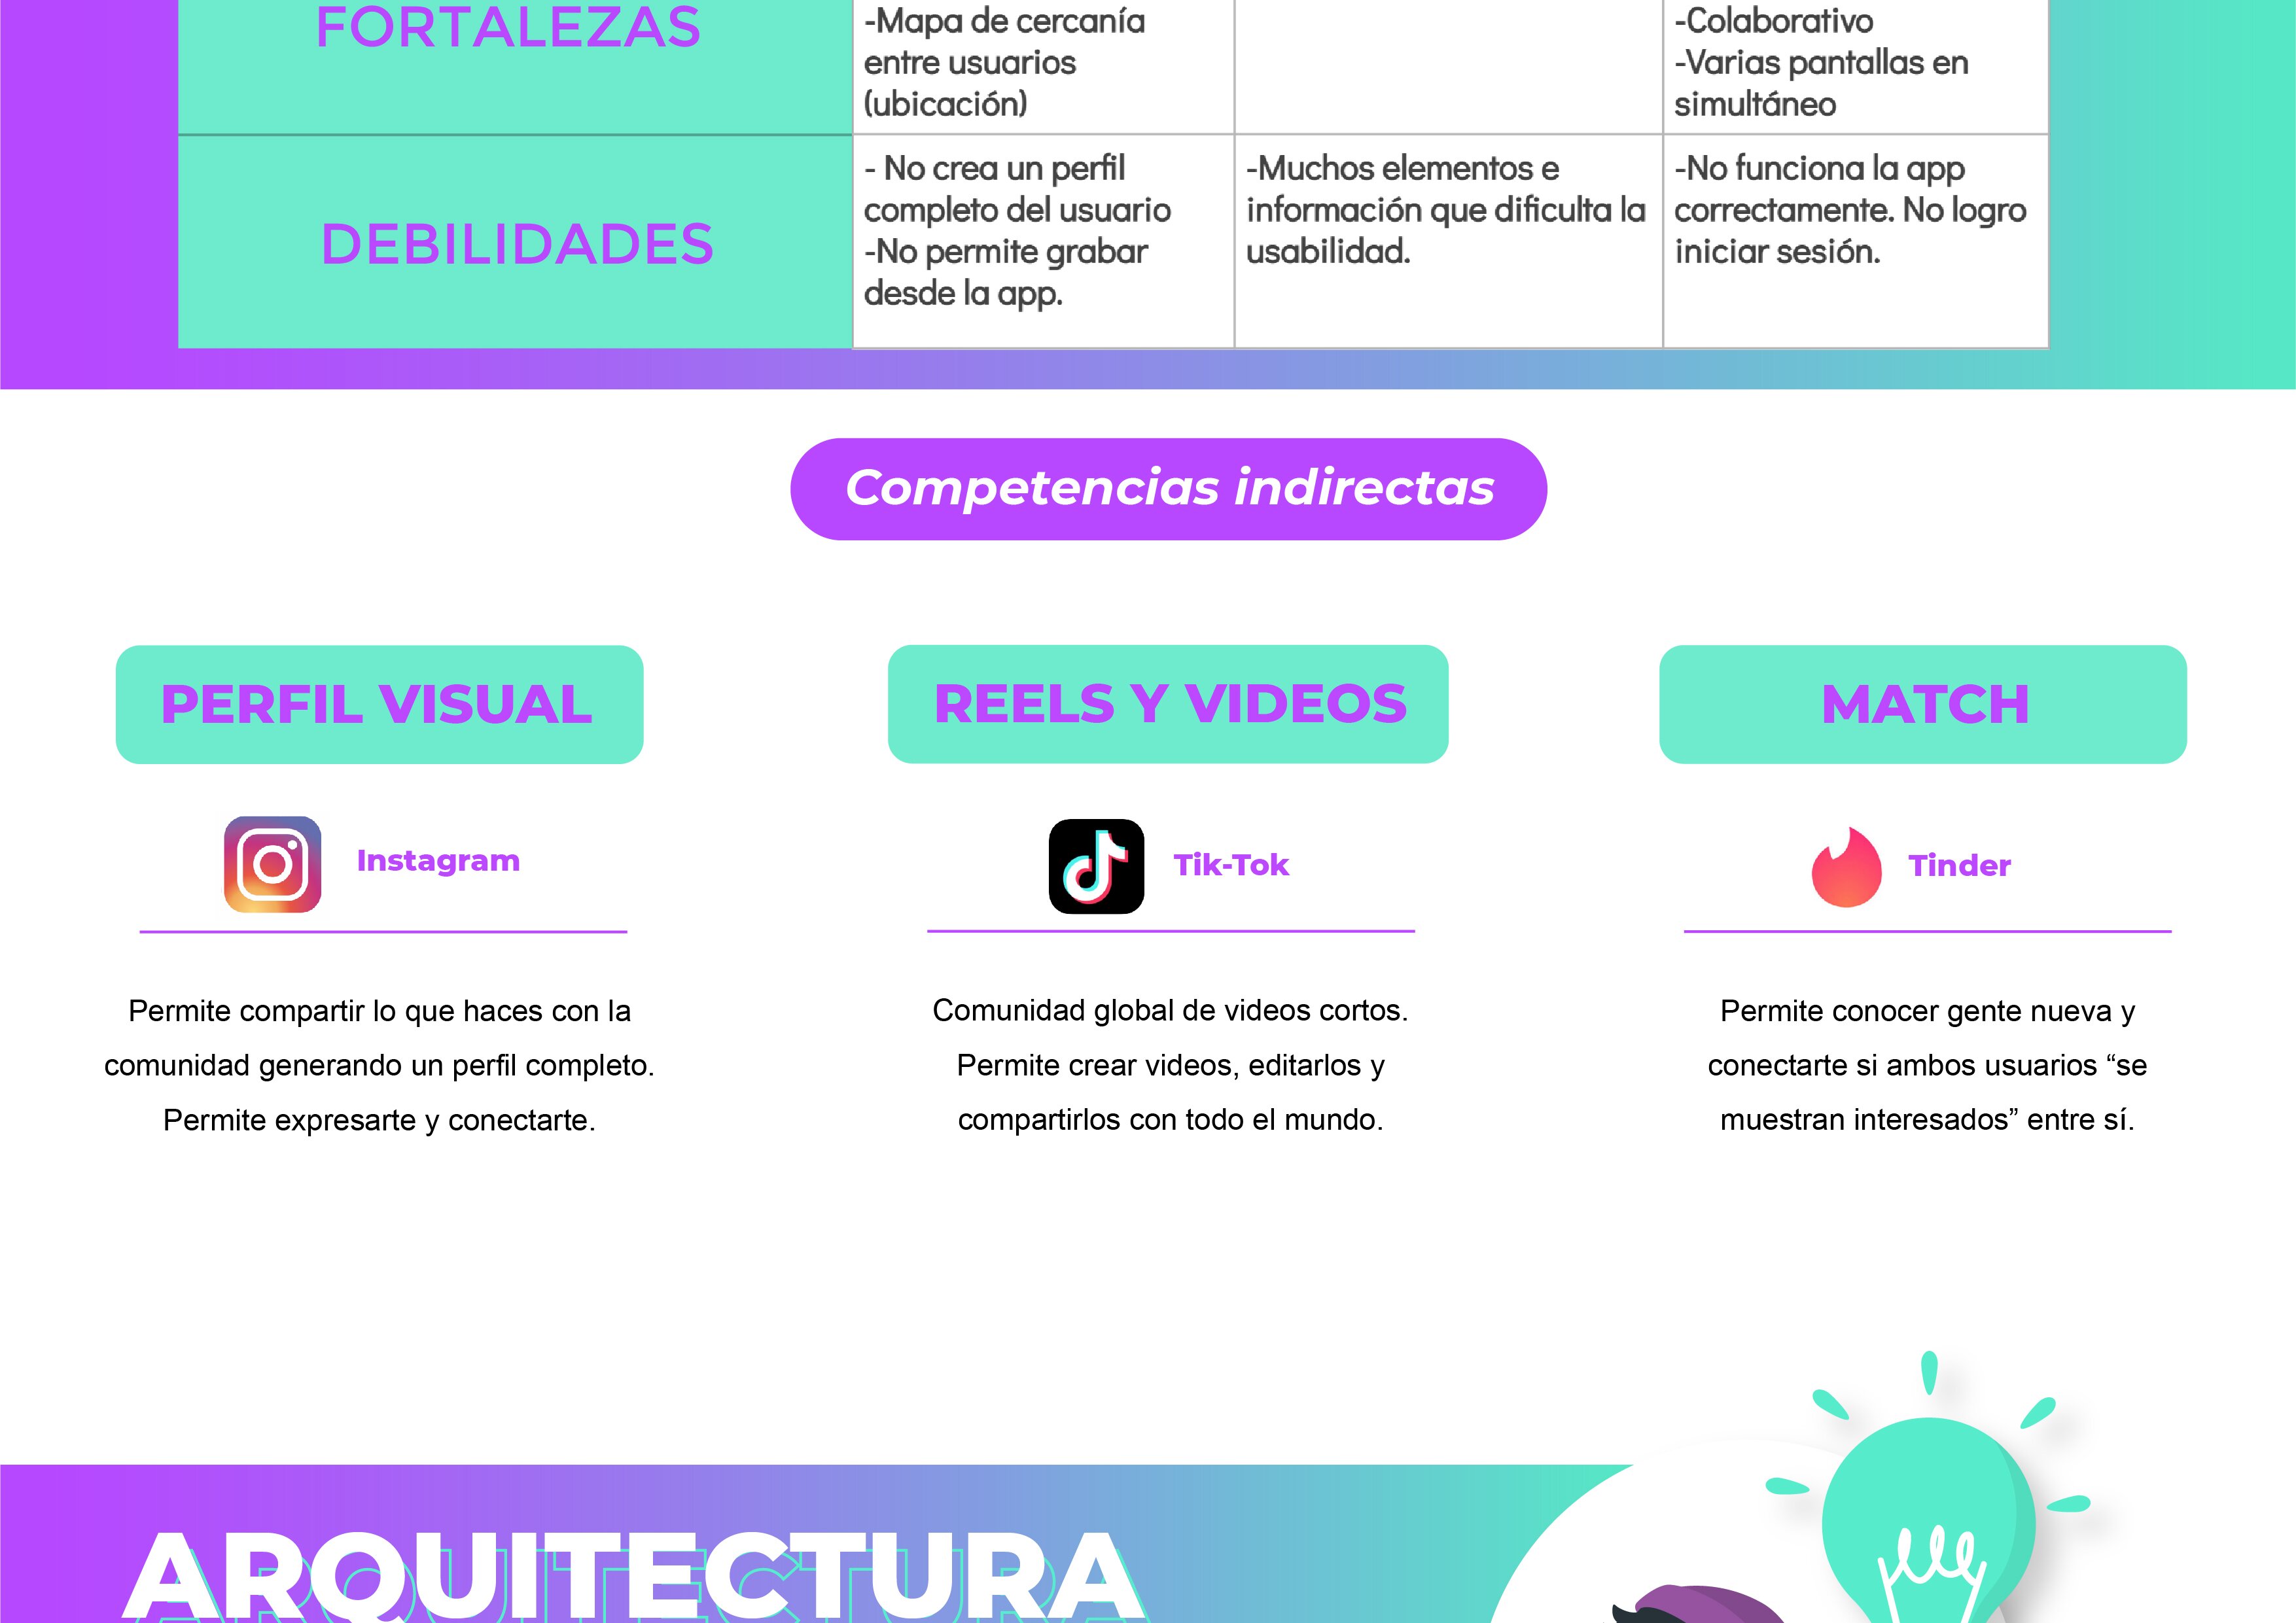 FORTALEZAS
-Mapa de cercanía
entre usuarios
(ubicación)
-Colaborativo
-Varias pantallas en
simultáneo
DEBILIDADES
- No crea un perfil
completo del usuario
-No permite grabar
desde la app.
-Muchos elementos e
información que dificulta la
usabilidad.
-No funciona la app
correctamente. No logro
iniciar sesión.
Competencias indirectas
PERFIL VISUAL
Instagram
Permite compartir lo que haces con la
comunidad generando un perfil completo.
Permite expresarte y conectarte.
REELS Y VIDEOS
Tik-Tok
Comunidad global de videos cortos.
Permite crear videos, editarlos y
compartirlos con todo el mundo.
MATCH
Tinder
Permite conocer gente nueva y
conectarte si ambos usuarios “se
muestran interesados” entre sí.
ARQUITECTURA